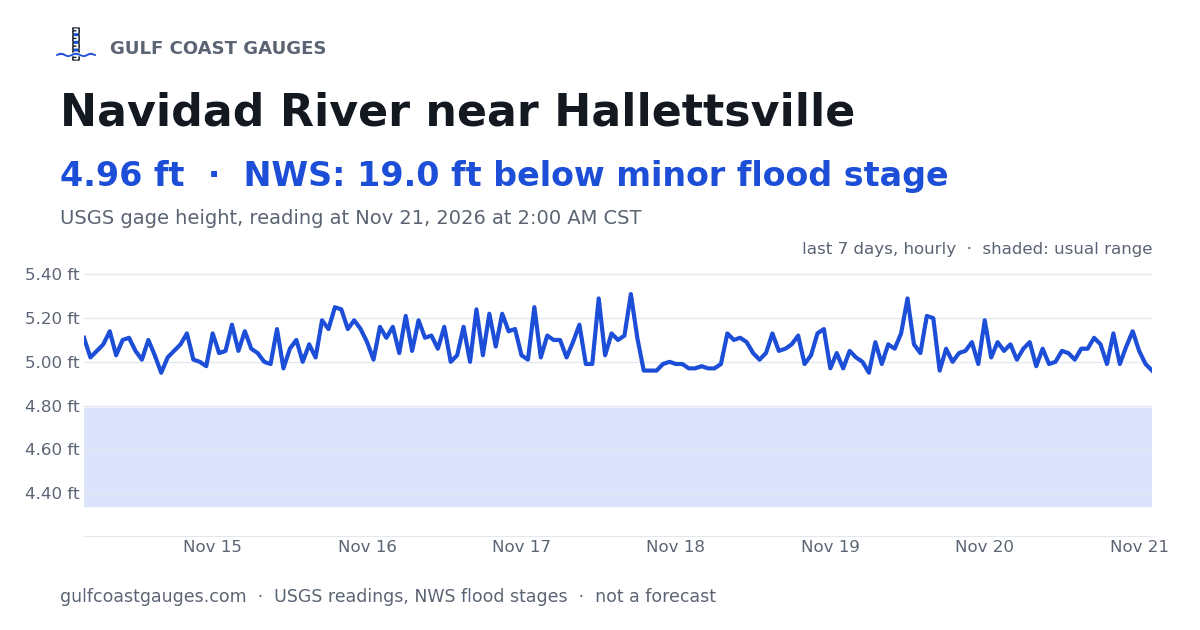 GULF COAST GAUGES
Navidad River near Hallettsville
4.96 ft · NWS: 19.0 ft below minor flood stage
USGS gage height, reading at Nov 21, 2026 at 2:00 AM CST
last 7 days, hourly · shaded: usual range
5.40 ft
5.20 ft
5.00 ft
4.80 ft
4.60 ft
4.40 ft
Nov 15 Nov 16 Nov 17 Nov 18 Nov 19 Nov 20 Nov 21
gulfcoastgauges.com · USGS readings, NWS flood stages · not a forecast